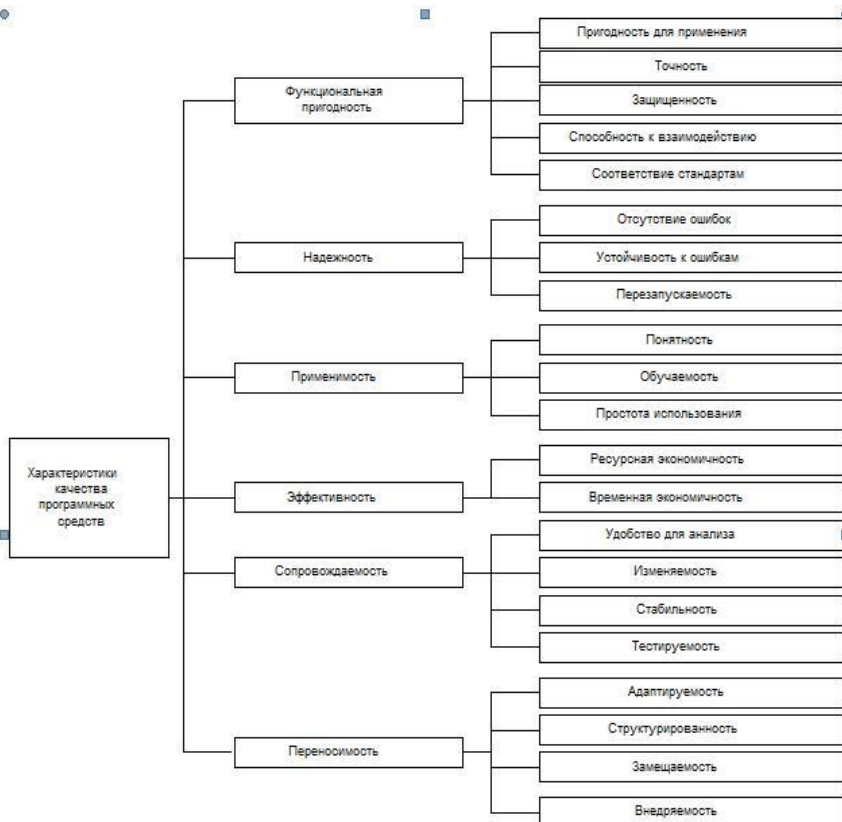 Характеристики
качества
программных
средств
Функциональная
пригодность
Пригодность для применения
Точность
Защищенность
Способность к взаимодействию
Соответствие стандартам
Надежность
Отсутствие ошибок
Устойчивость к ошибкам
Перезапускаемость
Применимость
Понятность
Обучаемость
Простота использования
Эффективность
Ресурсная экономичность
Временная экономичность
Сопровождаемость
Удобство для анализа
Изменяемость
Стабильность
Тестируемость
Переносимость
Адаптируемость
Структурированность
Замещаемость
Внедряемость